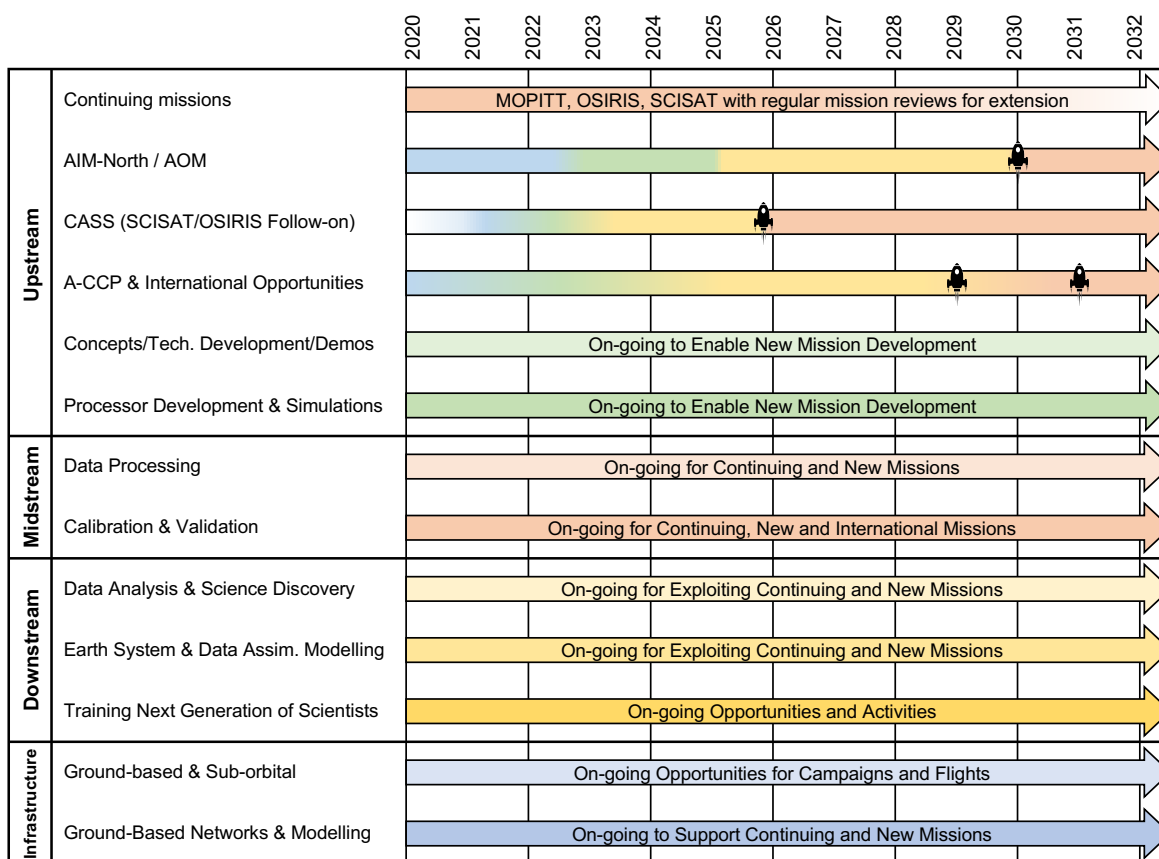 2020 2021 2022 2023 2024 2025 2026 2027 2028 2029 2030 2031 2032
Upstream
Continuing missions
MOPITT, OSIRIS, SCISAT with regular mission reviews for extension
AIM-North / AOM
CASS (SCISAT/OSIRIS Follow-on)
A-CCP & International Opportunities
Concepts/Tech. Development/Demos
On-going to Enable New Mission Development
Processor Development & Simulations
On-going to Enable New Mission Development
Midstream
Data Processing
On-going for Continuing and New Missions
Calibration & Validation
On-going for Continuing, New and International Missions
Downstream
Data Analysis & Science Discovery
On-going for Exploiting Continuing and New Missions
Earth System & Data Assim. Modelling
On-going for Exploiting Continuing and New Missions
Training Next Generation of Scientists
On-going Opportunities and Activities
Infrastructure
Ground-based & Sub-orbital
On-going Opportunities for Campaigns and Flights
Ground-Based Networks & Modelling
On-going to Support Continuing and New Missions